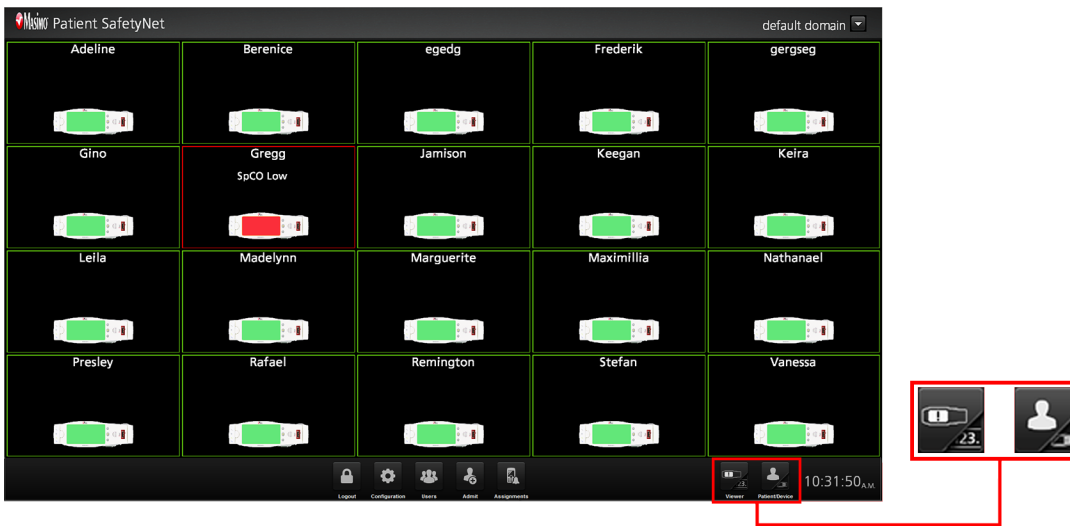 Masimo Patient SafetyNet
default domain
Adeline Berenice egedg Frederik gergseg
Gino Gregg Jamison Keegan Keira
SpCO Low
Leila Madelynn Marguerite Maximillia Nathanael
Presley Rafael Remington Stefan Vanessa
Logout Configuration Users Admit Assignments Viewer Patient/Device 10:31:50 A.M.
23.